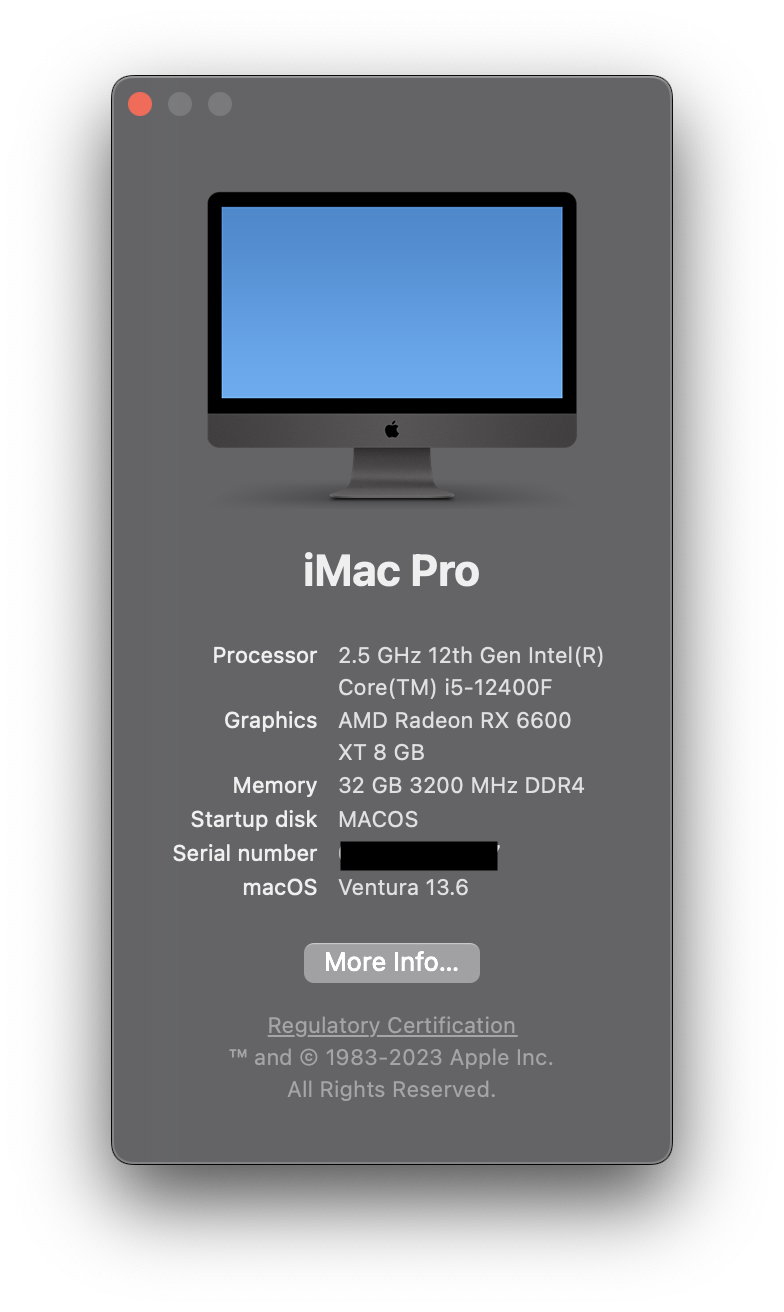 iMac Pro
Processor 2.5 GHz 12th Gen Intel(R)
Core(TM) i5-12400F
Graphics AMD Radeon RX 6600
XT 8 GB
Memory 32 GB 3200 MHz DDR4
Startup disk MACOS
Serial number
macOS Ventura 13.6
More Info...
Regulatory Certification
™ and © 1983-2023 Apple Inc.
All Rights Reserved.